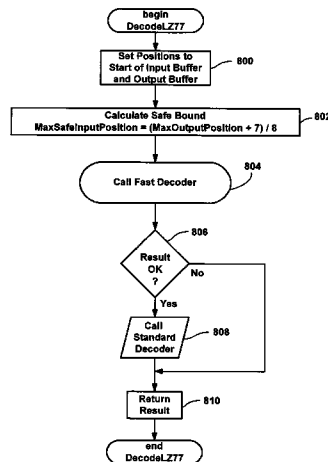 begin
DecodeLZ77
Set Positions to
Start of Input Buffer
and Output Buffer
800
Calculate Safe Bound
MaxSafeInputPosition = (MaxOutputPosition + 7) / 8
802
Call Fast Decoder
804
Result
OK
?
806
No
Yes
Call
Standard
Decoder
808
Return
Result
810
end
DecodeLZ77